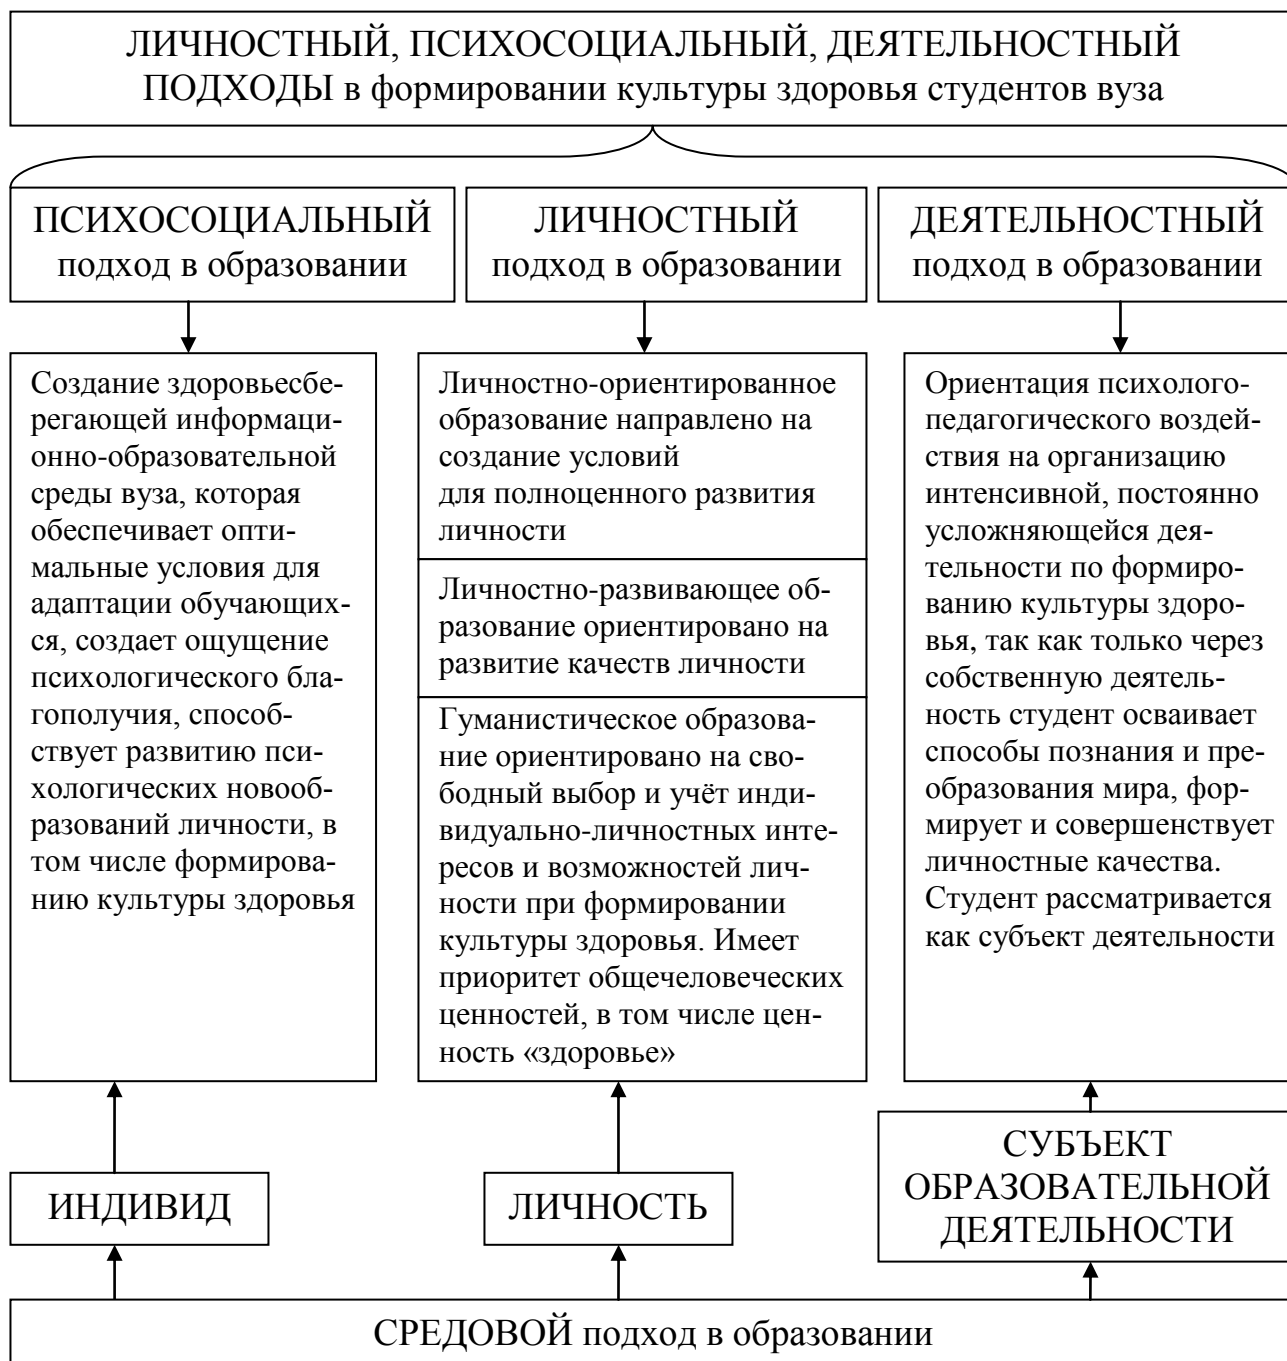 ЛИЧНОСТНЫЙ, ПСИХОСОЦИАЛЬНЫЙ, ДЕЯТЕЛЬНОСТНЫЙ
ПОДХОДЫ в формировании культуры здоровья студентов вуза
ПСИХОСОЦИАЛЬНЫЙ
подход в образовании
ЛИЧНОСТНЫЙ
подход в образовании
ДЕЯТЕЛЬНОСТНЫЙ
подход в образовании
Создание здоровьесбе-
регающей информаци-
онно-образовательной
среды вуза, которая
обеспечивает опти-
мальные условия для
адаптации обучающих-
ся, создает ощущение
психологического бла-
гополучия, способ-
ствует развитию пси-
хологических новооб-
разований личности, в
том числе формирова-
нию культуры здоровья
Личностно-ориентированное
образование направлено на
создание условий
для полноценного развития
личности
Личностно-развивающее об-
разование ориентировано на
развитие качеств личности
Гуманистическое образова-
ние ориентировано на сво-
бодный выбор и учёт инди-
видуально-личностных инте-
ресов и возможностей лич-
ности при формировании
культуры здоровья. Имеет
приоритет общечеловеческих
ценностей, в том числе цен-
ность «здоровье»
Ориентация психолого-
педагогического воздей-
ствия на организацию
интенсивной, постоянно
усложняющейся дея-
тельности по формиро-
ванию культуры здоро-
вья, так как только через
собственную деятель-
ность студент осваивает
способы познания и пре-
образования мира, фор-
мирует и совершенствует
личностные качества.
Студент рассматривается
как субъект деятельности
ИНДИВИД
ЛИЧНОСТЬ
СУБЪЕКТ
ОБРАЗОВАТЕЛЬНОЙ
ДЕЯТЕЛЬНОСТИ
СРЕДОВОЙ подход в образовании